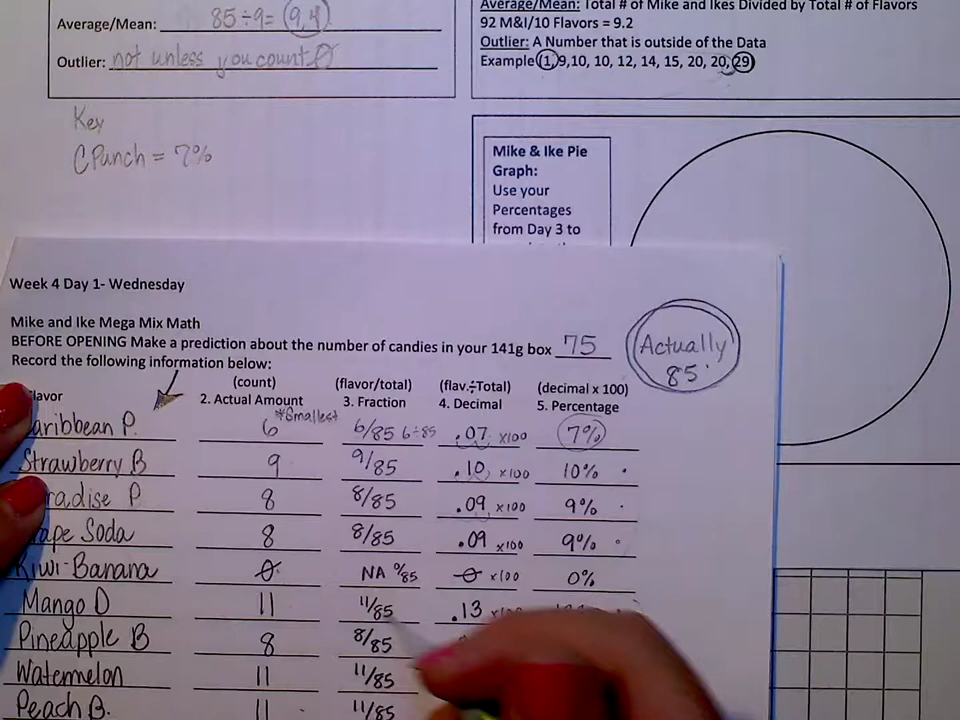 Average/Mean: 85÷9= 9.4
Outlier: not unless you count 0
Average/Mean: Total # of Mike and Ikes Divided by Total # of Flavors
92 M&I/10 Flavors = 9.2
Outlier: A Number that is outside of the Data
Example (1,9,10, 10, 12, 14, 15, 20, 20, 29)
Key
C Punch = 7%
Mike & Ike Pie
Graph:
Use your
Percentages
from Day 3 to
Week 4 Day 1- Wednesday
Mike and Ike Mega Mix Math
BEFORE OPENING Make a prediction about the number of candies in your 141g box 75
Actually
85
Record the following information below:
(count) (flavor/total) (flav.÷Total) (decimal x 100)
lavor 2. Actual Amount 3. Fraction 4. Decimal 5. Percentage
aribbean P. 6 *Smallest 6/85 6÷85 .07 x100 7%
Strawberry B 9 9/85 .10 x100 10%
radise P 8 8/85 .09 x100 9%
ape Soda 8 8/85 .09 x100 9%
Kiwi-Banana 0 NA 0/85 0 x100 0%
Mango D 11 11/85 .13
Pineapple B 8 8/85
Watermelon 11 11/85
Peach B. 11 11/85